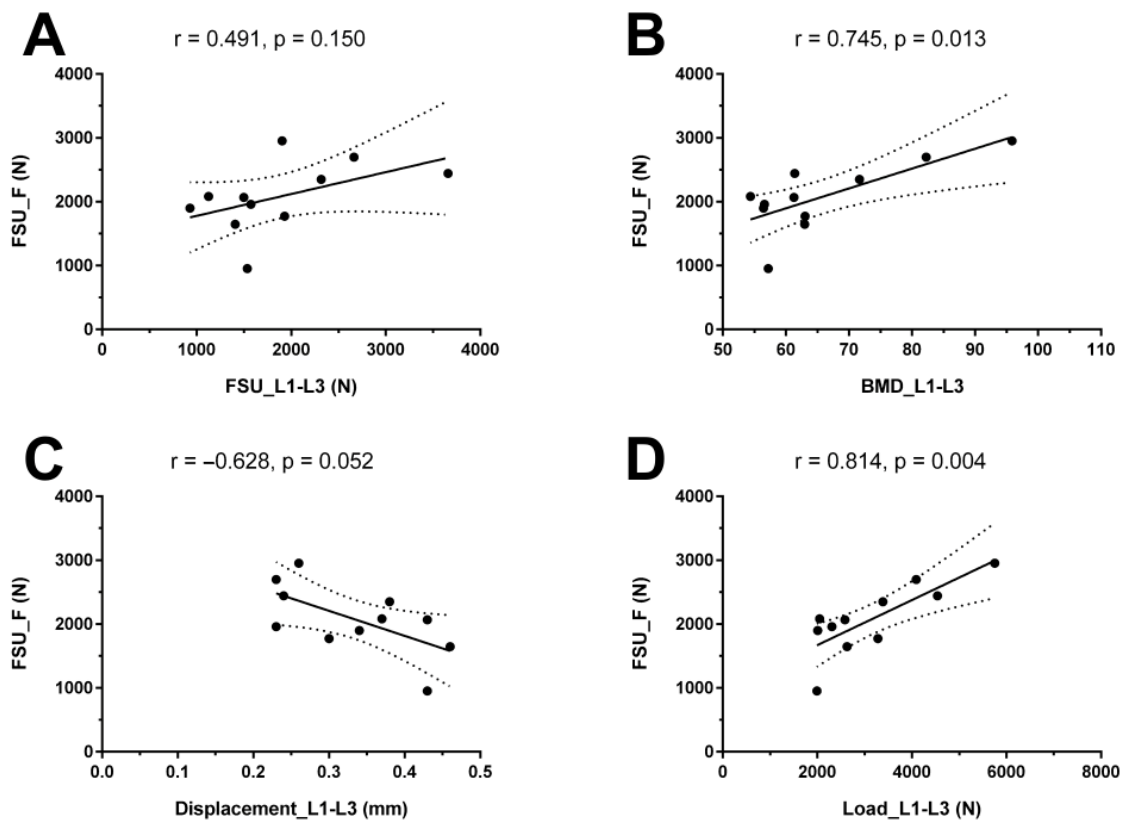 A
r = 0.491, p = 0.150
FSU_F (N)
4000
3000
2000
1000
0
0
1000
2000
3000
4000
FSU_L1-L3 (N)
B
r = 0.745, p = 0.013
FSU_F (N)
4000
3000
2000
1000
0
50
60
70
80
90
100
110
BMD_L1-L3
C
r = –0.628, p = 0.052
FSU_F (N)
4000
3000
2000
1000
0
0.0
0.1
0.2
0.3
0.4
0.5
Displacement_L1-L3 (mm)
D
r = 0.814, p = 0.004
FSU_F (N)
4000
3000
2000
1000
0
0
2000
4000
6000
8000
Load_L1-L3 (N)